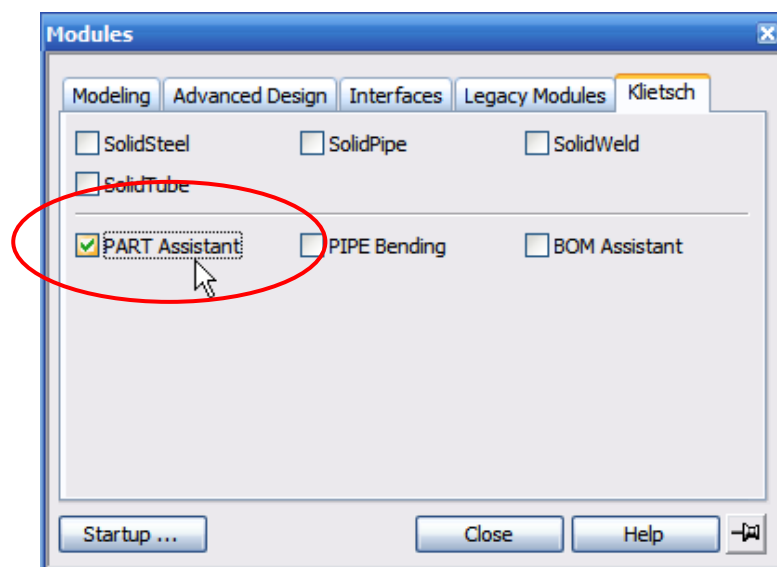 Modules
Modeling Advanced Design Interfaces Legacy Modules Klietsch
SolidSteel SolidPipe SolidWeld
SolidTube
PART Assistant PIPE Bending BOM Assistant
Startup ... Close Help